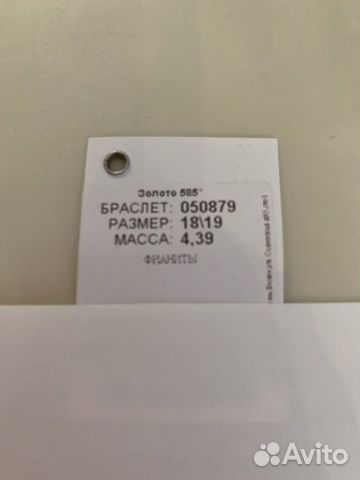 Золото 585°
БРАСЛЕТ: 050879
РАЗМЕР: 18\19
МАССА: 4,39
ФИАНИТЫ
Avito